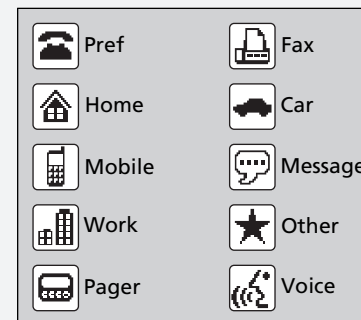 Pref
Fax
Home
Car
Mobile
Message
Work
Other
Pager
Voice